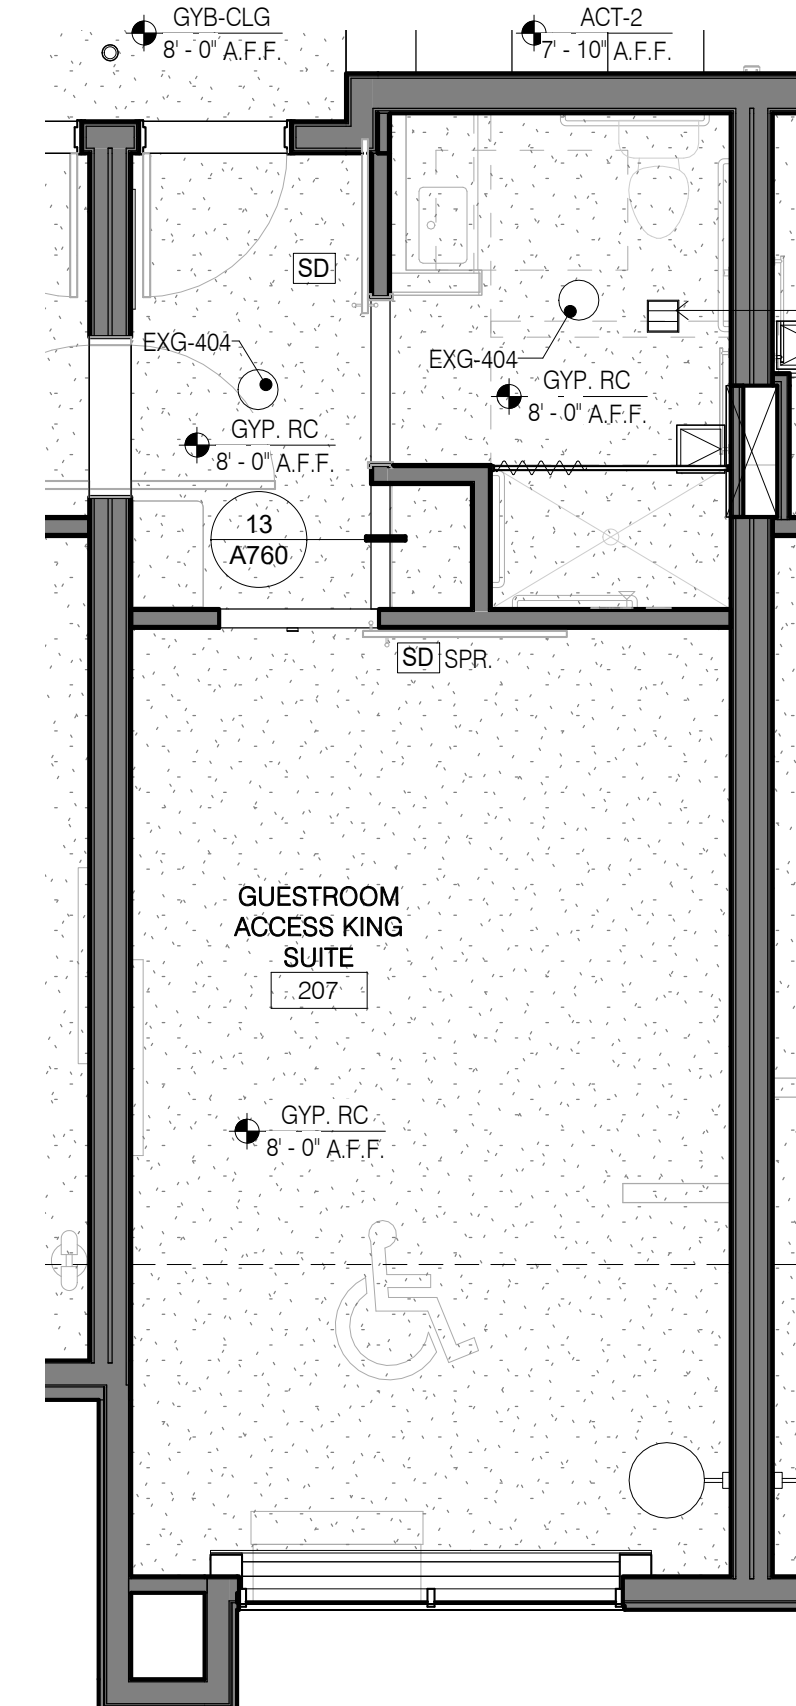 GYB-CLG
8' - 0" A.F.F.
ACT-2
7' - 10" A.F.F.
SD
EXG-404
EXG-404
GYP. RC
8' - 0" A.F.F.
GYP. RC
8' - 0" A.F.F.
13
A760
SD SPR.
GUESTROOM
ACCESS KING
SUITE
207
GYP. RC
8' - 0" A.F.F.